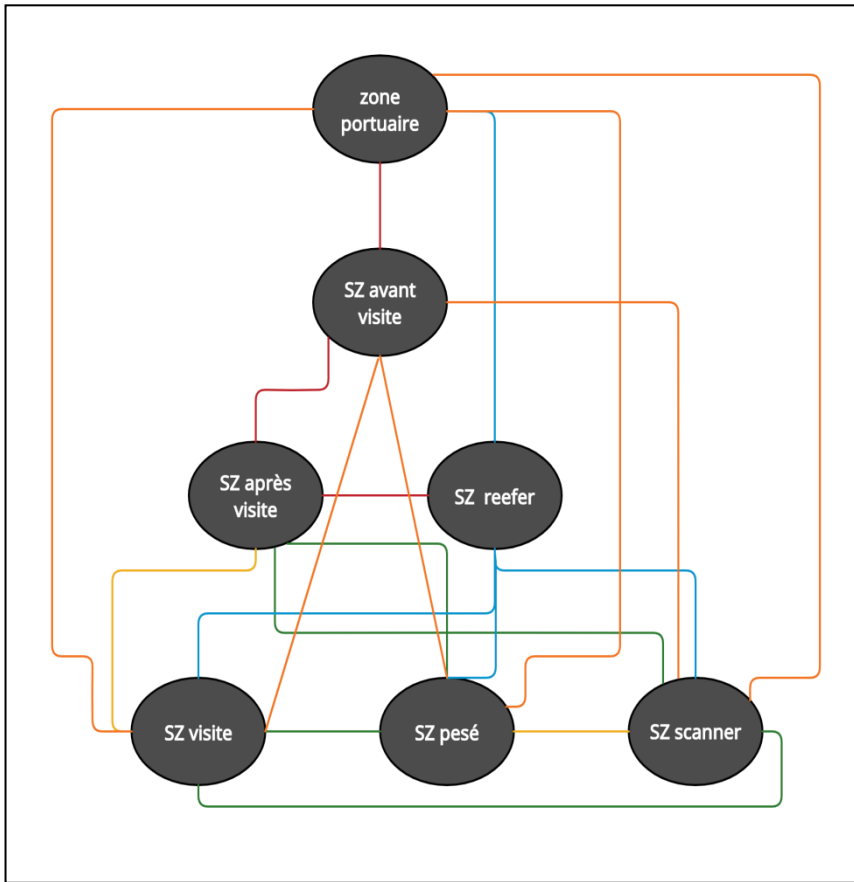 zone
portuaire
SZ avant
visite
SZ après
visite
SZ  reefer
SZ visite
SZ pesé
SZ scanner